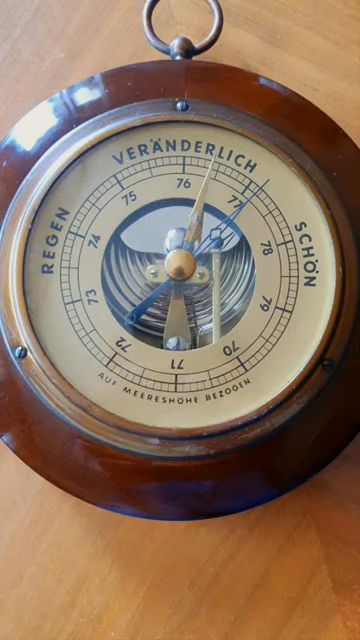 REGEN VERÄNDERLICH SCHÖN
72 73 74 75 76 77 78 79 70 71
AUF MEERESHÖHE BEZOGEN